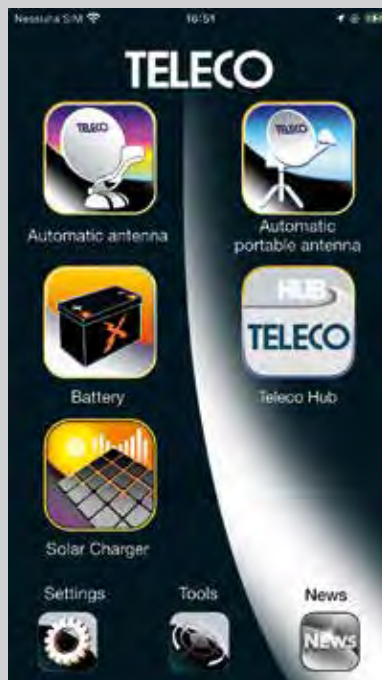 Nessuna SIM 16:51
TELECO
TELECO TELECO
Automatic antenna
Automatic
portable antenna
HUB
TELECO
Battery
Teleco Hub
Solar Charger
Settings Tools News
News